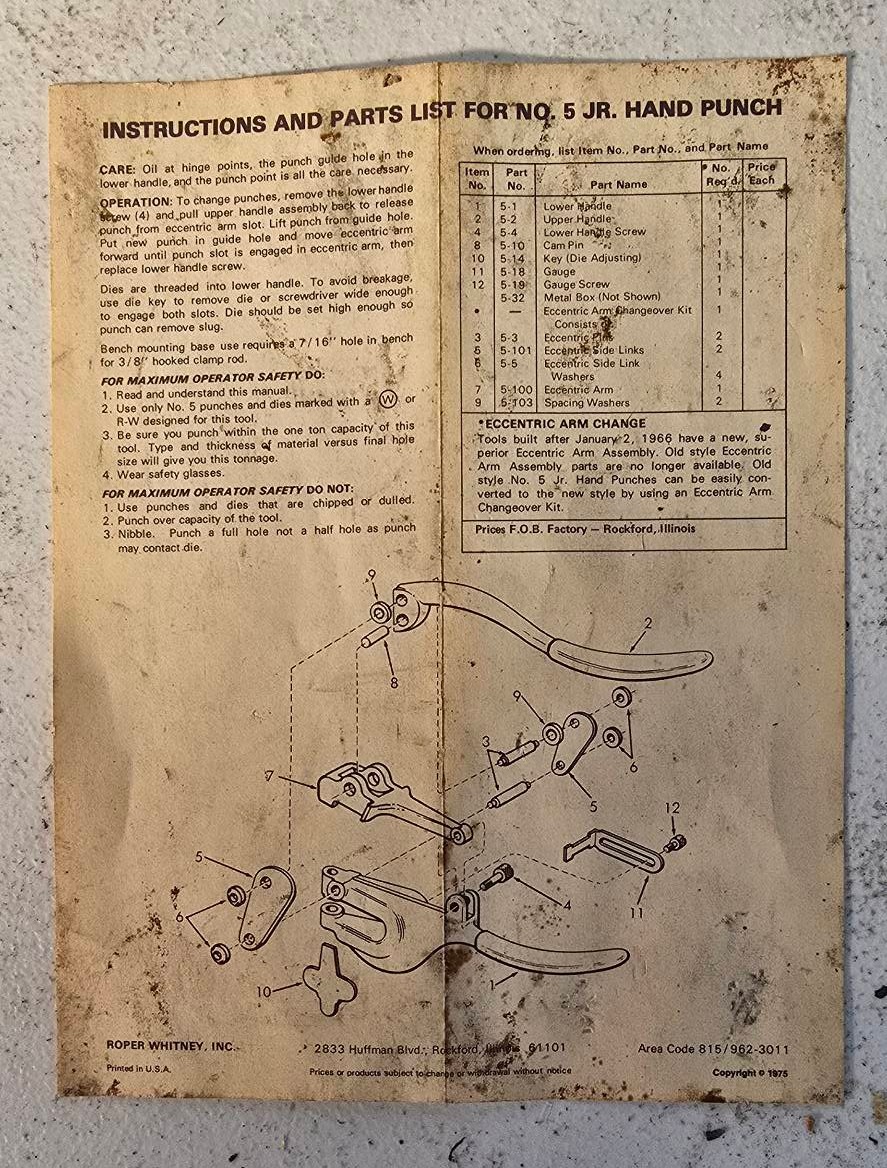 INSTRUCTIONS AND PARTS LIST FOR NO. 5 JR. HAND PUNCH
CARE: Oil at hinge points, the punch guide hole in the
lower handle, and the punch point is all the care necessary.
OPERATION: To change punches, remove the lower handle
screw (4) and pull upper handle assembly back to release
punch from eccentric arm slot. Lift punch from guide hole.
Put new punch in guide hole and move eccentric arm
forward until punch slot is engaged in eccentric arm, then
replace lower handle screw.
Dies are threaded into lower handle. To avoid breakage,
use die key to remove die or screwdriver wide enough
to engage both slots. Die should be set high enough so
punch can remove slug.
Bench mounting base use requires a 7/16" hole in bench
for 3/8" hooked clamp rod.
FOR MAXIMUM OPERATOR SAFETY DO:
1. Read and understand this manual.
2. Use only No. 5 punches and dies marked with a W or
R-W designed for this tool.
3. Be sure you punch within the one ton capacity of this
tool. Type and thickness of material versus final hole
size will give you this tonnage.
4. Wear safety glasses.
FOR MAXIMUM OPERATOR SAFETY DO NOT:
1. Use punches and dies that are chipped or dulled.
2. Punch over capacity of the tool.
3. Nibble. Punch a full hole not a half hole as punch
may contact die.
When ordering, list Item No., Part No., and Part Name
Item No. Part No. Part Name • No. Req'd. Price Each
1 5-1 Lower Handle 1
2 5-2 Upper Handle 1
4 5-4 Lower Handle Screw 1
8 5-10 Cam Pin 1
10 5-14 Key (Die Adjusting) 1
11 5-18 Gauge 1
12 5-19 Gauge Screw 1
5-32 Metal Box (Not Shown) 1
• — Eccentric Arm Changeover Kit 1
Consists
3 5-3 Eccentric 2
5 5-101 Eccentric Side Links 2
6 5-5 Eccentric Side Link
Washers 4
7 5-100 Eccentric Arm 1
9 5-103 Spacing Washers 2
•ECCENTRIC ARM CHANGE
Tools built after January 2, 1966 have a new, su-
perior Eccentric Arm Assembly. Old style Eccentric
Arm Assembly parts are no longer available. Old
style No. 5 Jr. Hand Punches can be easily con-
verted to the new style by using an Eccentric Arm
Changeover Kit.
Prices F.O.B. Factory — Rockford, Illinois
9
2
8
9
3
6
7
5
12
5
6
4
11
10
1
ROPER WHITNEY, INC. 2833 Huffman Blvd., Rockford, Illinois 61101 Area Code 815/962-3011
Printed in U.S.A. Prices or products subject to change or withdrawal without notice Copyright © 1975